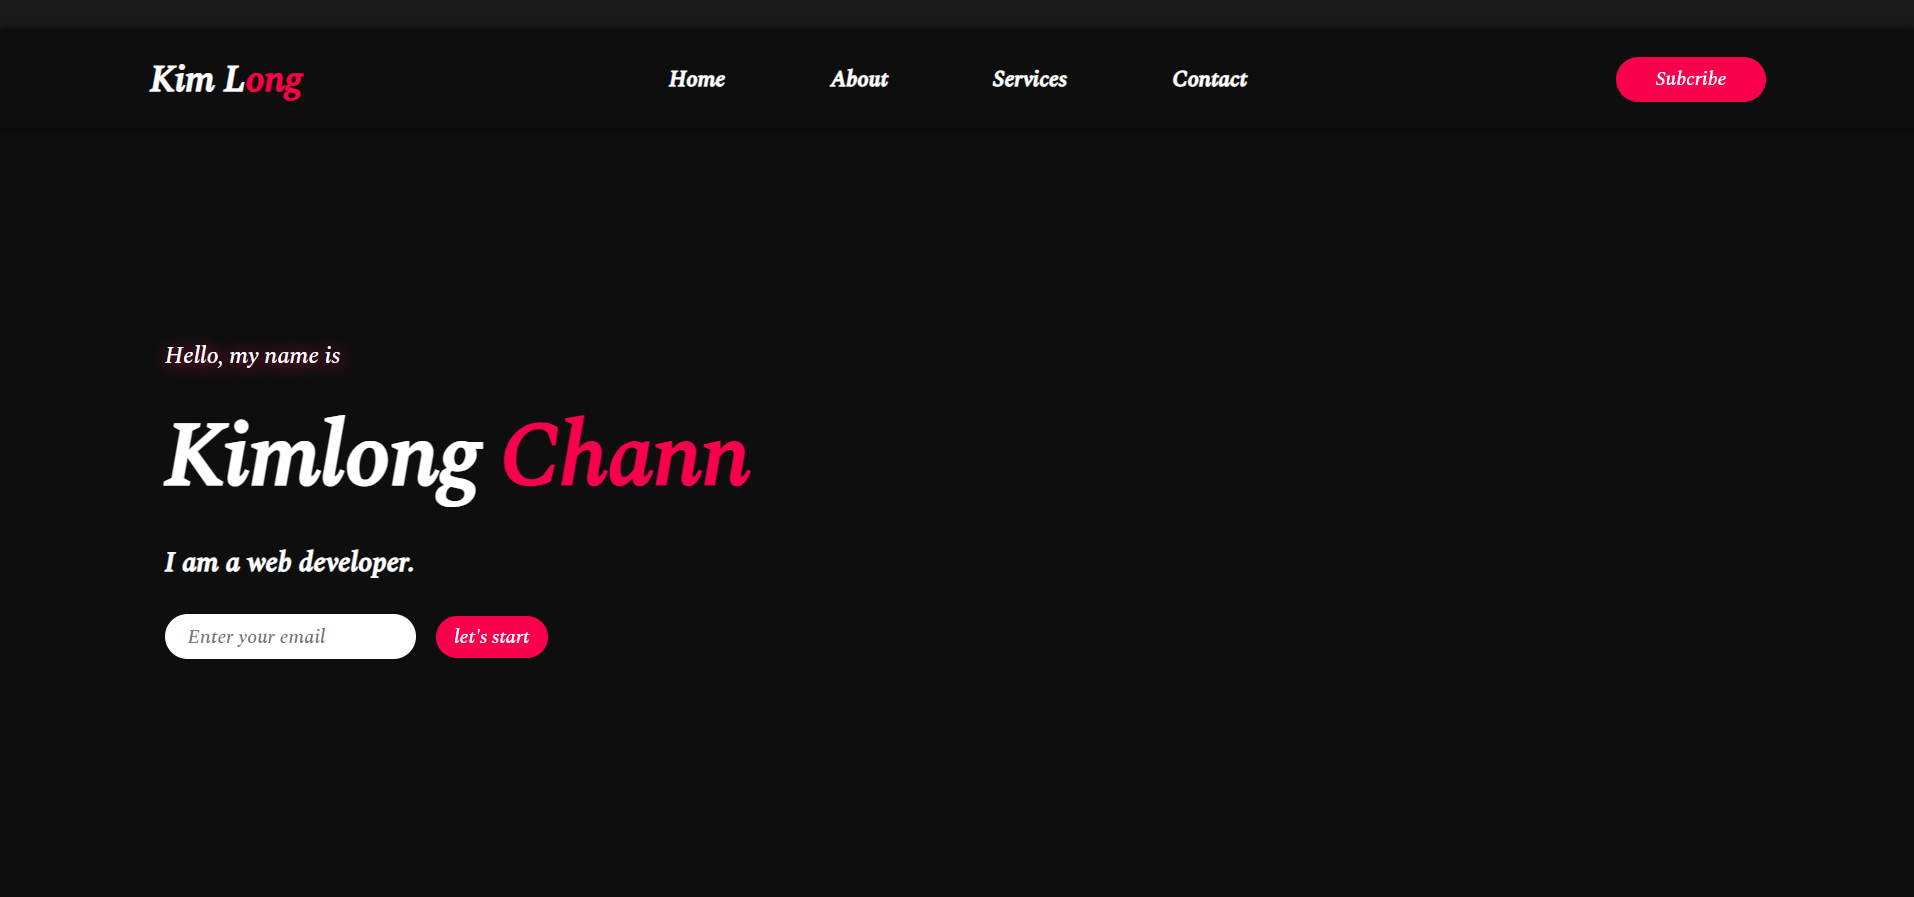 Kim Long
Home
About
Services
Contact
Subcribe
Hello, my name is
Kimlong Chann
I am a web developer.
Enter your email
let's start